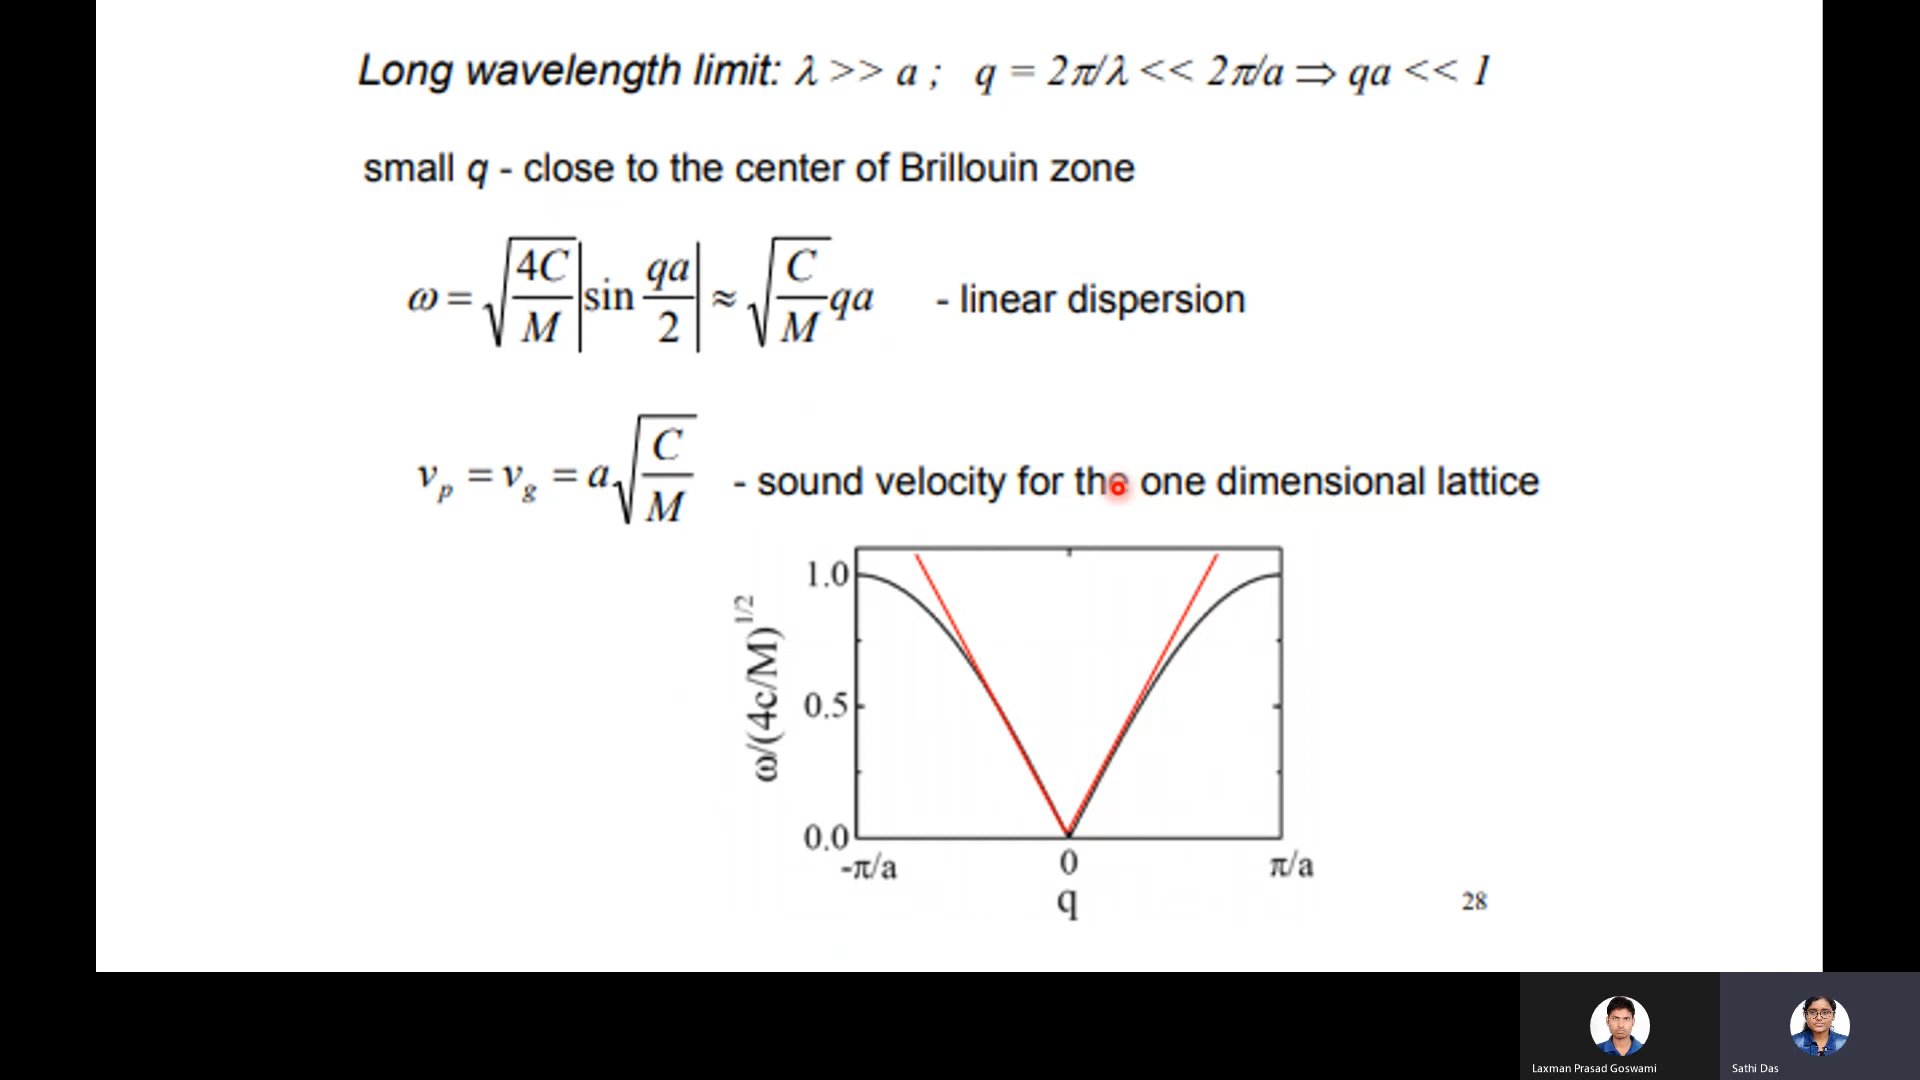 Long wavelength limit: λ >> a ; q = 2π/λ << 2π/a ⇒ qa << 1
small q - close to the center of Brillouin zone
ω = √(4C/M) |sin qa/2| ≈ √(C/M) qa - linear dispersion
v_p = v_g = a√(C/M) - sound velocity for the one dimensional lattice
ω/(4c/M)^1/2
1.0
0.5
0.0
-π/a 0 π/a
q
28
Laxman Prasad Goswami
Sathi Das